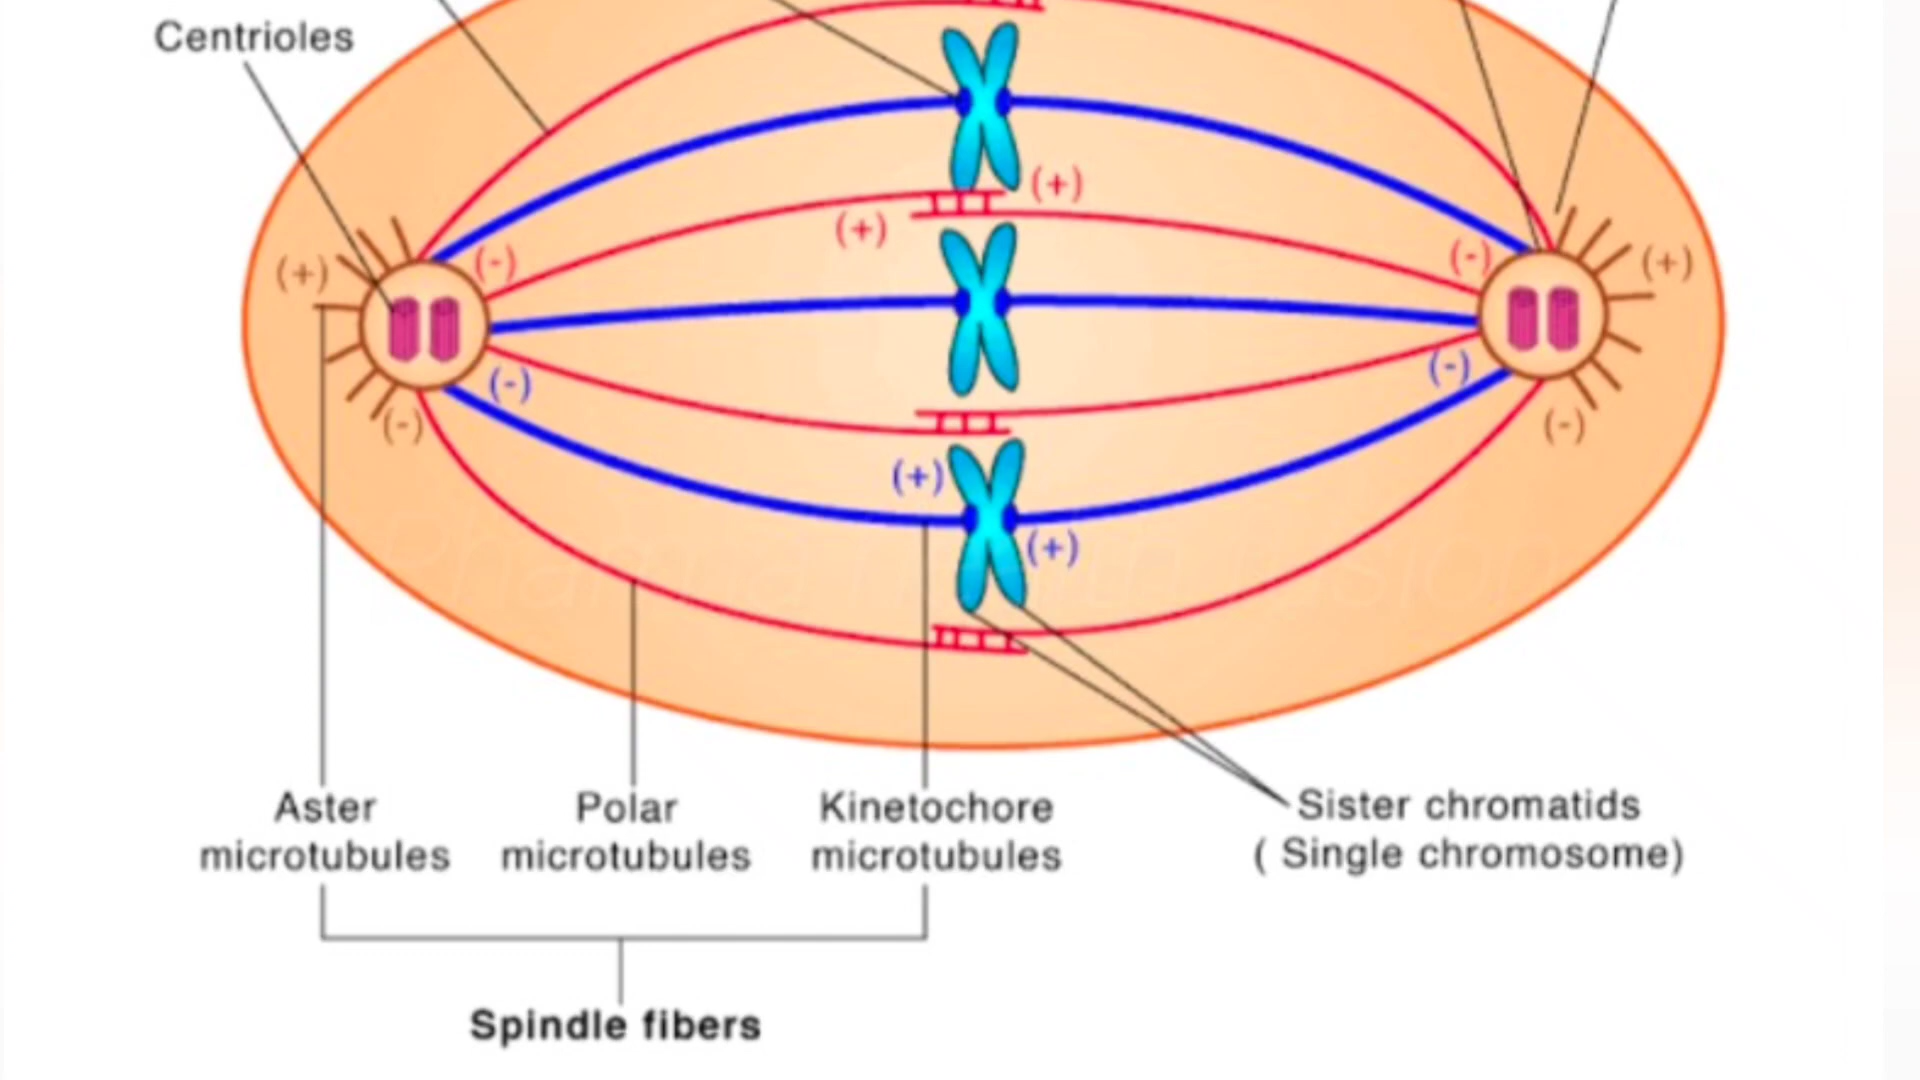 Centrioles
(+)
(+)
(-)
(-)
(+)
(+)
(-)
(-)
(-)
(-)
(+)
(+)
Aster
microtubules
Polar
microtubules
Kinetochore
microtubules
Sister chromatids
( Single chromosome)
Spindle fibers